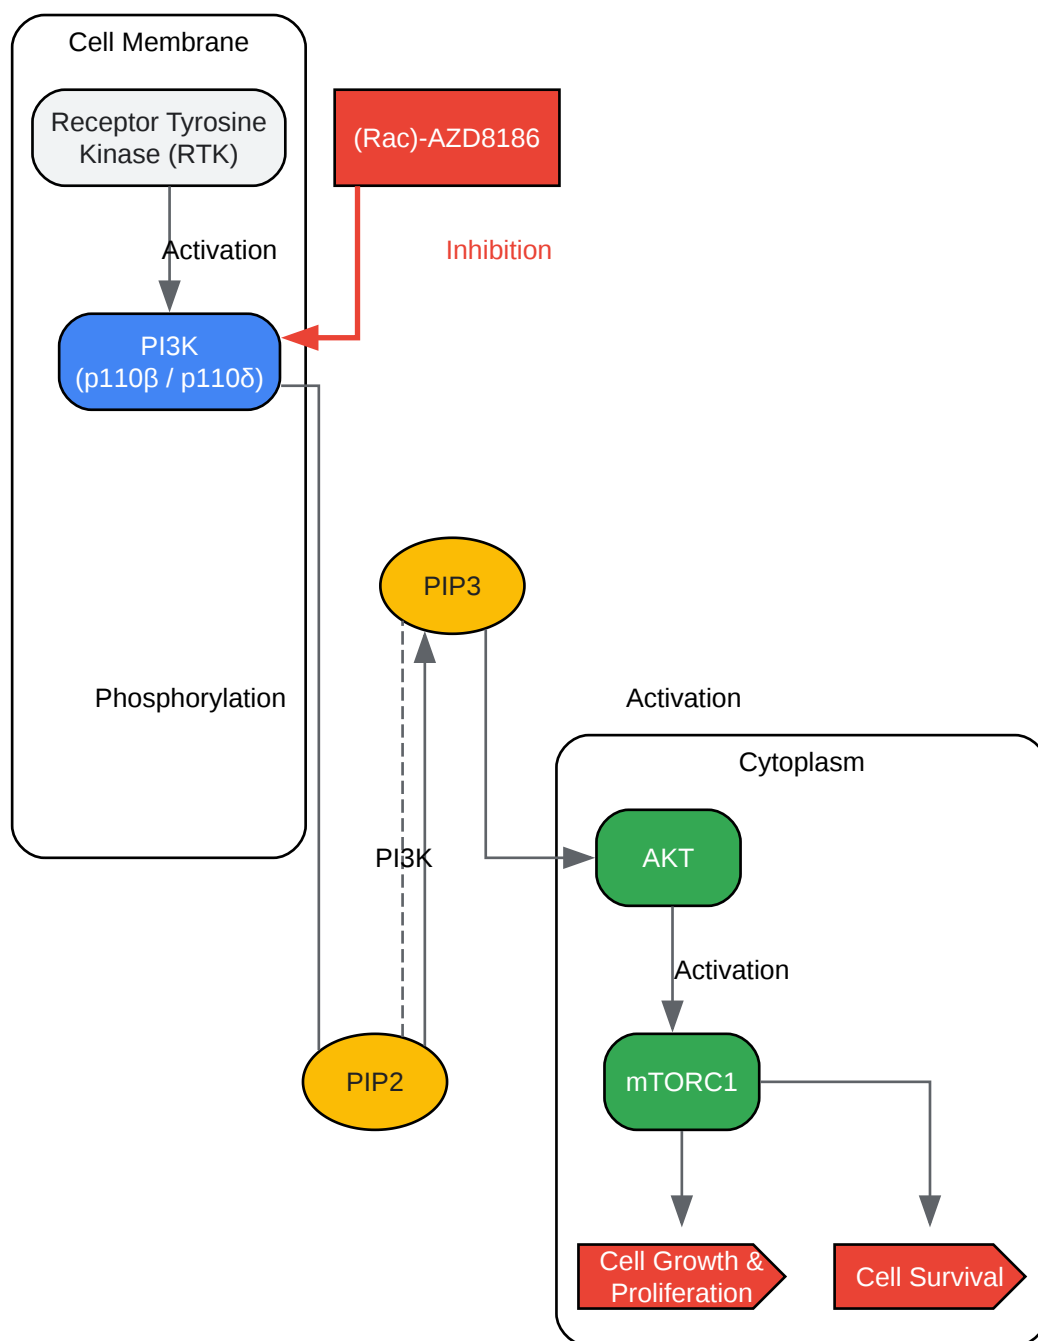 Cell Membrane
Receptor Tyrosine
Kinase (RTK)
(Rac)-AZD8186
Activation
Inhibition
PI3K
(p110β / p110δ)
PIP3
Phosphorylation
Activation
Cytoplasm
PI3K
AKT
Activation
PIP2
mTORC1
Cell Growth &
Proliferation
Cell Survival